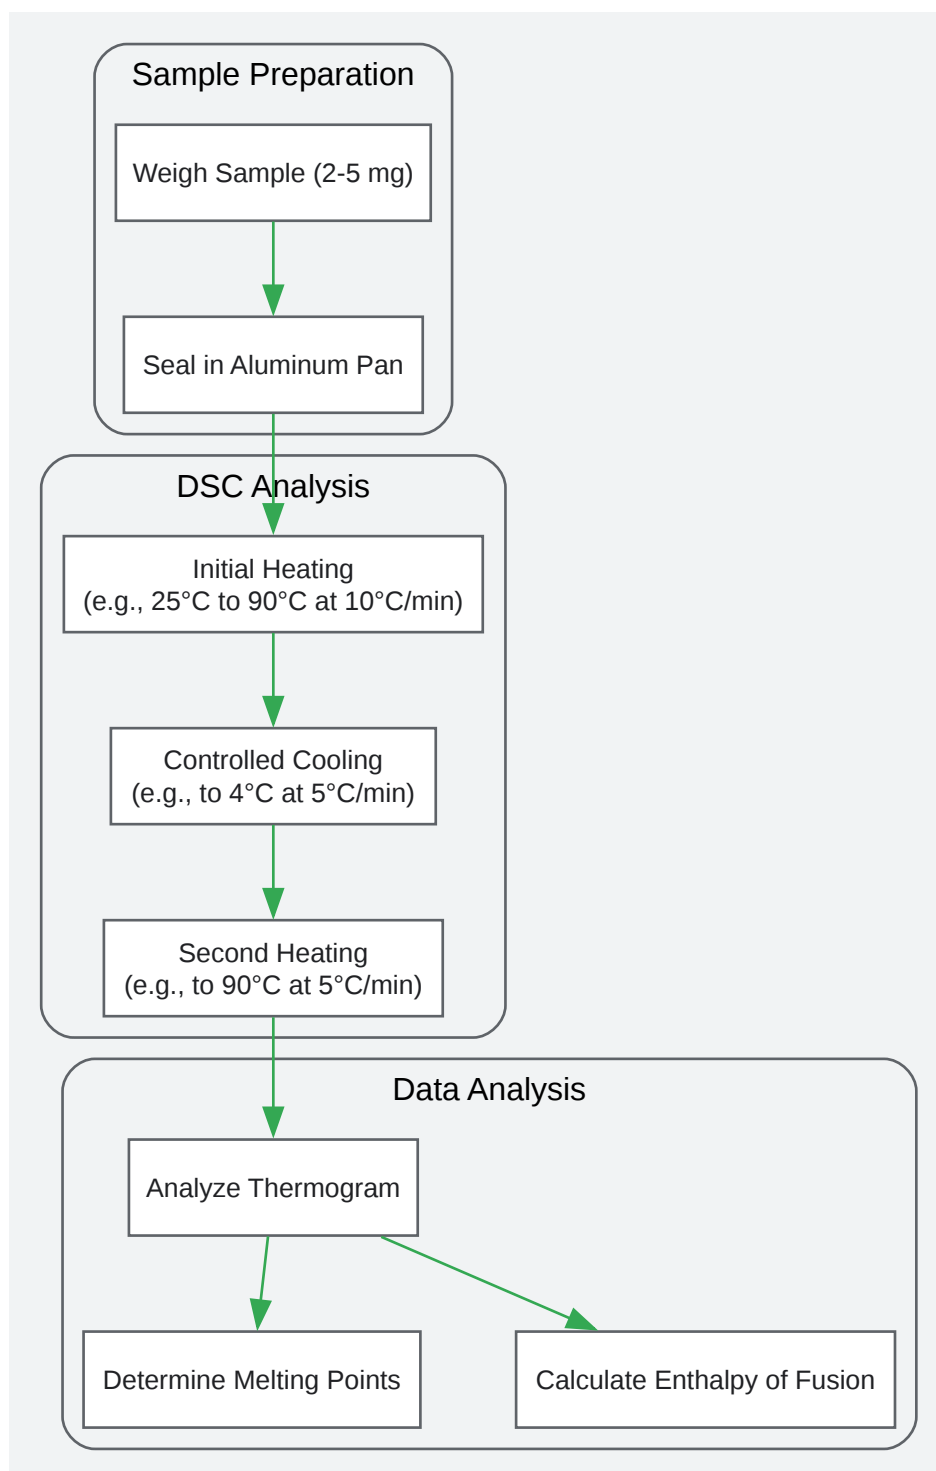 Sample Preparation
Weigh Sample (2-5 mg)
Seal in Aluminum Pan
DSC Analysis
Initial Heating
(e.g., 25°C to 90°C at 10°C/min)
Controlled Cooling
(e.g., to 4°C at 5°C/min)
Second Heating
(e.g., to 90°C at 5°C/min)
Data Analysis
Analyze Thermogram
Determine Melting Points
Calculate Enthalpy of Fusion